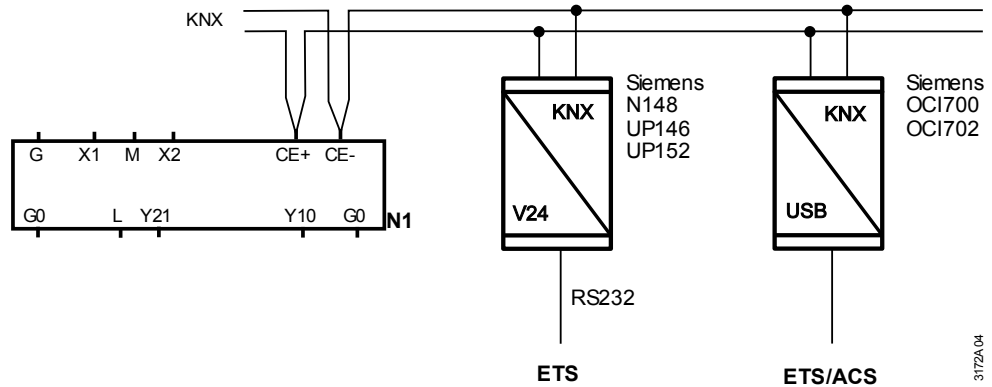 KNX
Siemens
N148
UP146
UP152
Siemens
OCI700
OCI702
KNX
V24
KNX
USB
G X1 M X2 CE+ CE-
G0 L Y21 Y10 G0
N1
RS232
ETS
ETS/ACS
3172A04